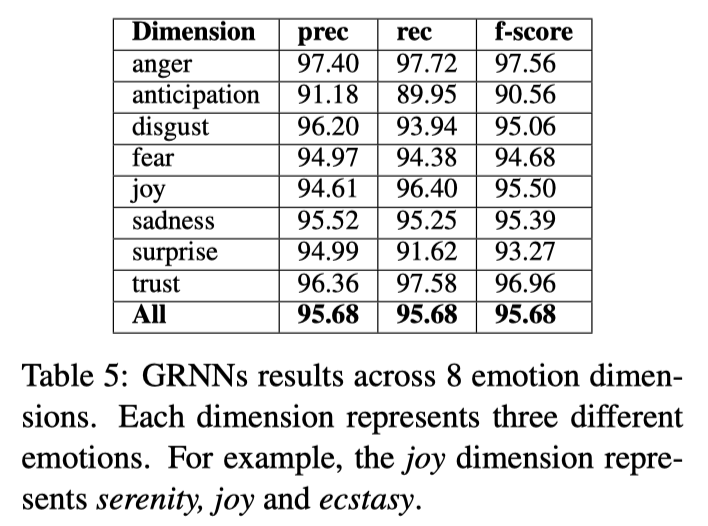 Dimension prec rec f-score
anger 97.40 97.72 97.56
anticipation 91.18 89.95 90.56
disgust 96.20 93.94 95.06
fear 94.97 94.38 94.68
joy 94.61 96.40 95.50
sadness 95.52 95.25 95.39
surprise 94.99 91.62 93.27
trust 96.36 97.58 96.96
All 95.68 95.68 95.68
Table 5: GRNNs results across 8 emotion dimen-
sions. Each dimension represents three different
emotions. For example, the joy dimension repre-
sents serenity, joy and ecstasy.